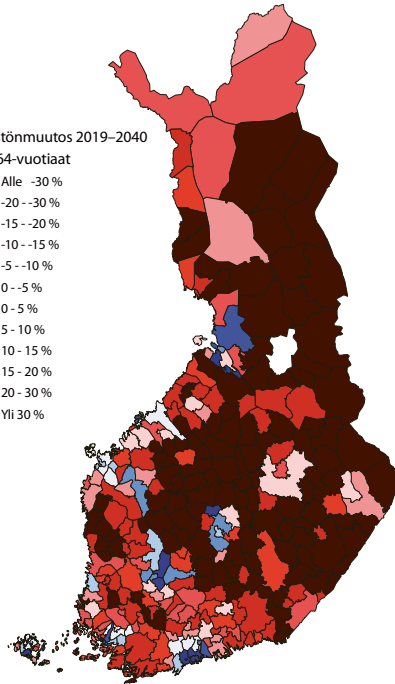 stönmuutos 2019–2040
64-vuotiaat
Alle -30 %
-20 - -30 %
-15 - -20 %
-10 - -15 %
-5 - -10 %
0 - -5 %
0 - 5 %
5 - 10 %
10 - 15 %
15 - 20 %
20 - 30 %
Yli 30 %